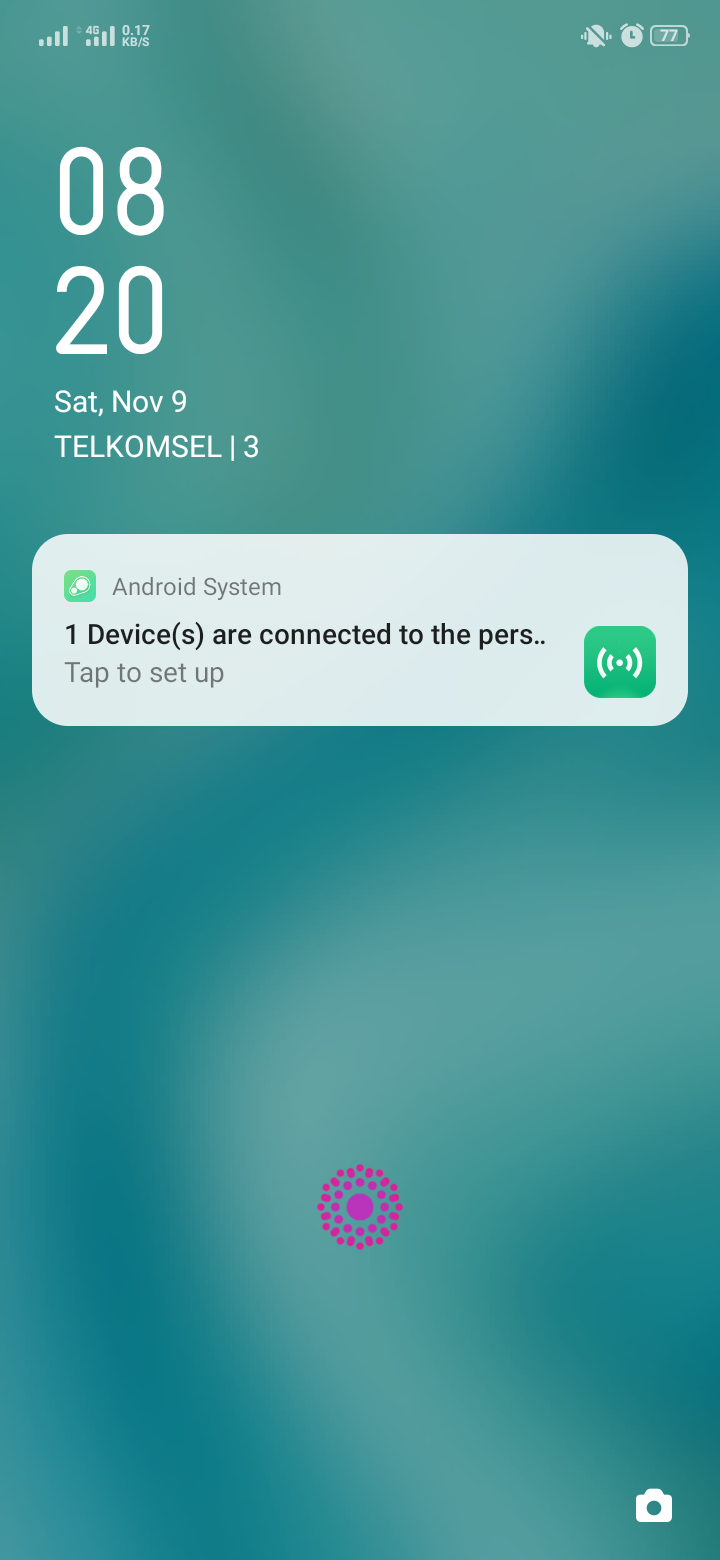 4G 0.17
KB/S
77
08
20
Sat, Nov 9
TELKOMSEL | 3
Android System
1 Device(s) are connected to the pers..
Tap to set up